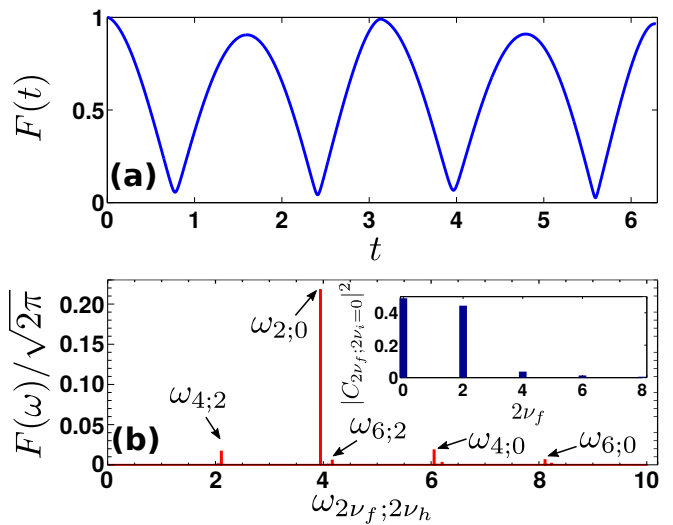 1
0.5
0
F(t)
(a)
0 1 2 3 4 5 6
t
0.20
0.15
0.10
0.05
0
F(ω)/√2π
ω2;0
ω4;2
ω6;2
ω4;0
ω6;0
(b)
|C2νf;2νi=0|²
0.4
0.2
0
0 2 4 6 8
2νf
0 2 4 6 8 10
ω2νf;2νh